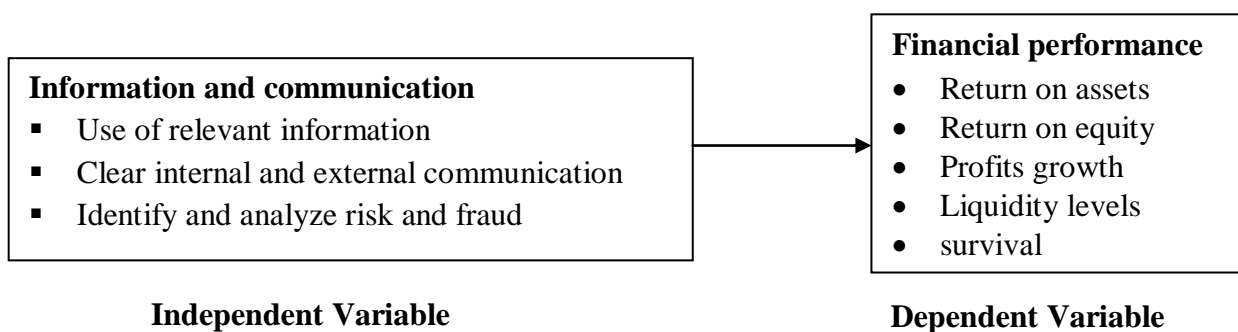 Information and communication
▪ Use of relevant information
▪ Clear internal and external communication
▪ Identify and analyze risk and fraud
Independent Variable
Financial performance
• Return on assets
• Return on equity
• Profits growth
• Liquidity levels
• survival
Dependent Variable